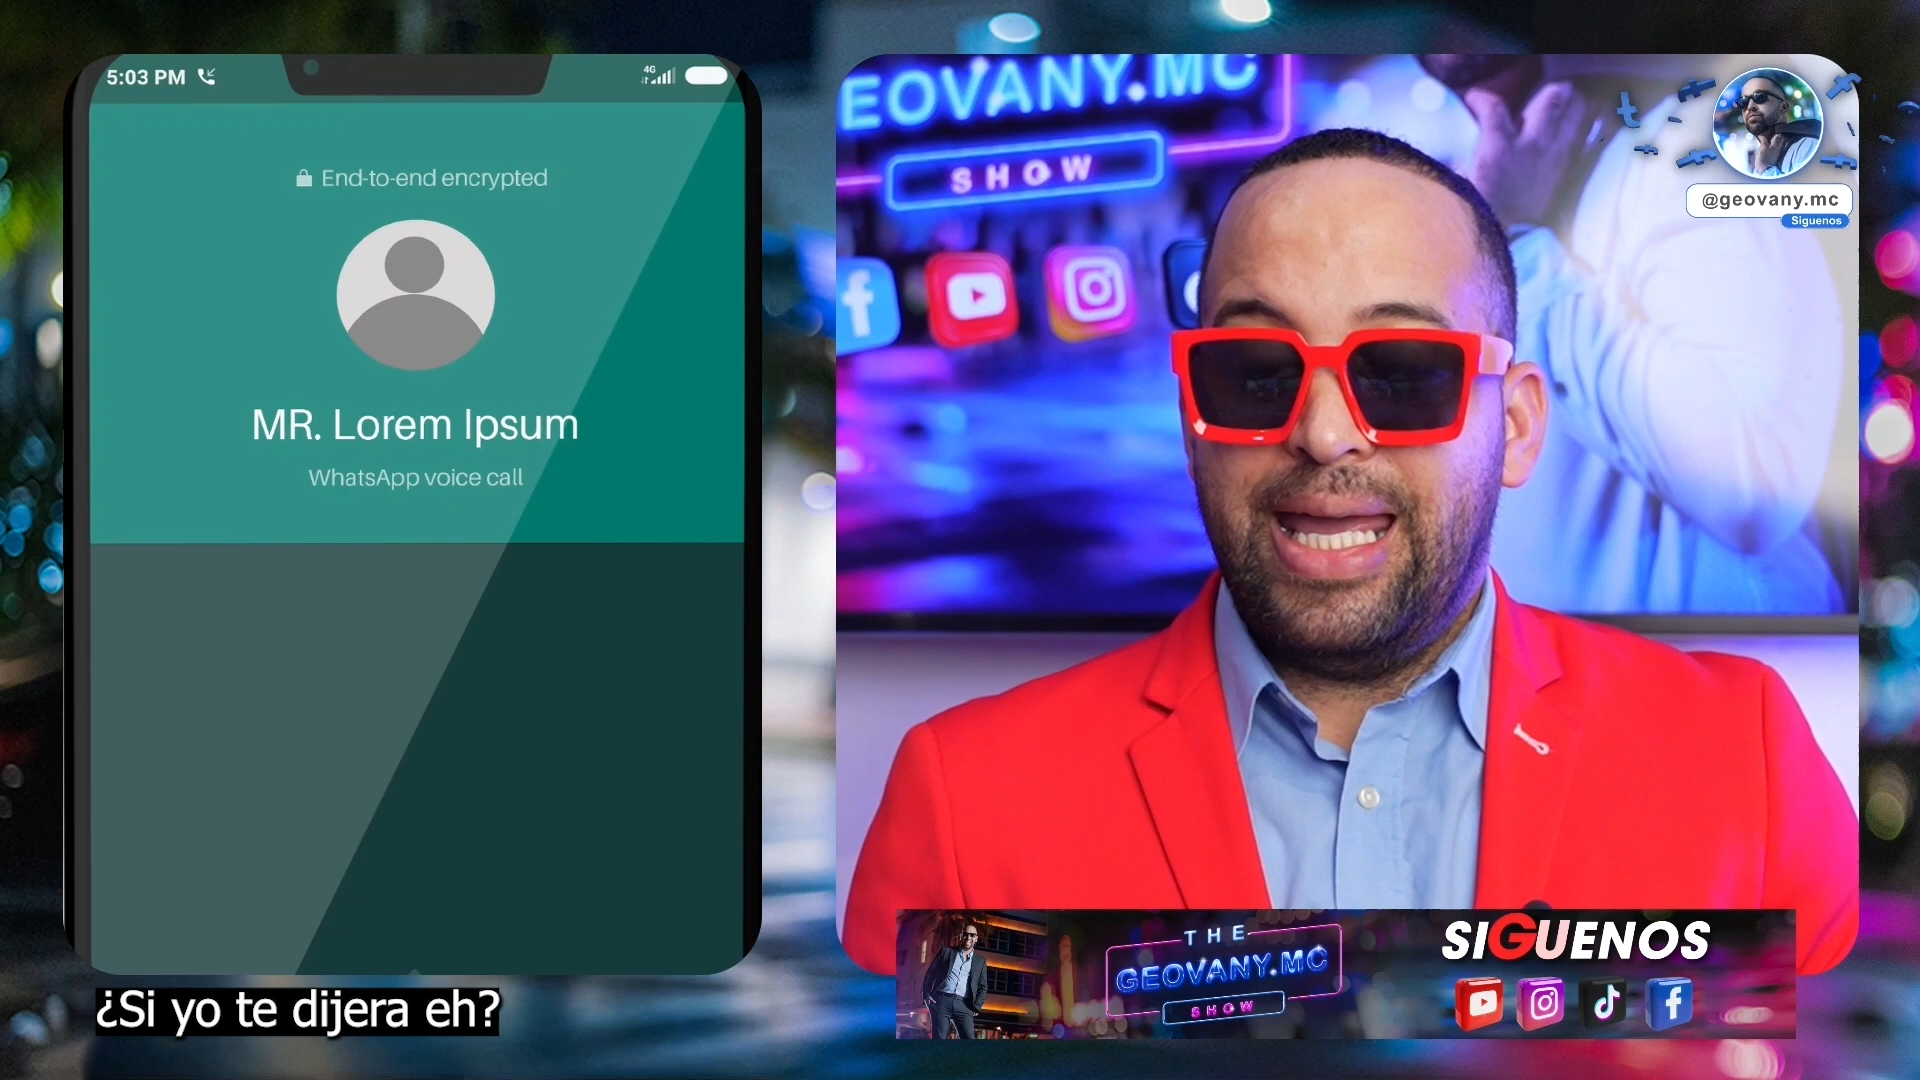 5:03 PM
4G
End-to-end encrypted
MR. Lorem Ipsum
WhatsApp voice call
¿Si yo te dijera eh?
EOVANY.MC
SHOW
@geovany.mc
Siguenos
THE
GEOVANY.MC
SHOW
SIGUENOS